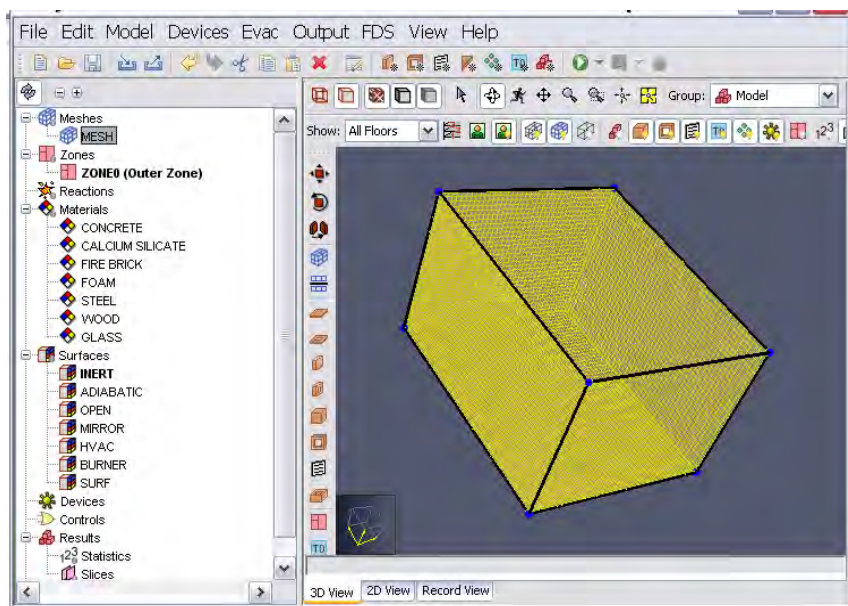 File Edit Model Devices Evac Output FDS View Help
Group: Model
Show: All Floors
123
Meshes
MESH
Zones
ZONE0 (Outer Zone)
Reactions
Materials
CONCRETE
CALCIUM SILICATE
FIRE BRICK
FOAM
STEEL
WOOD
GLASS
Surfaces
INERT
ADIABATIC
OPEN
MIRROR
HVAC
BURNER
SURF
Devices
Controls
Results
123 Statistics
Slices
3D View 2D View Record View